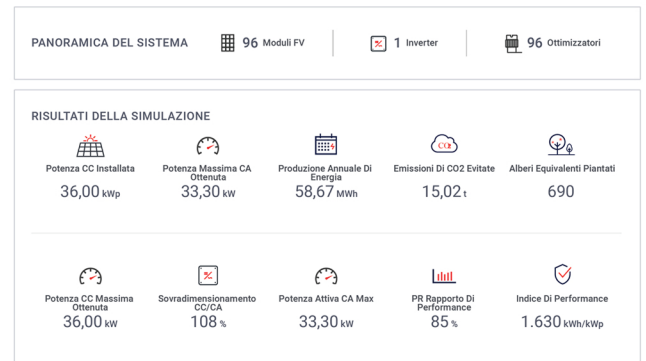 PANORAMICA DEL SISTEMA
96 Moduli FV
1 Inverter
96 Ottimizzatori
RISULTATI DELLA SIMULAZIONE
Potenza CC Installata
36,00 kWp
Potenza Massima CA
Ottenuta
33,30 kW
Produzione Annuale Di
Energia
58,67 MWh
CO2
Emissioni Di CO2 Evitate
15,02 t
Alberi Equivalenti Piantati
690
Potenza CC Massima
Ottenuta
36,00 kW
Sovradimensionamento
CC/CA
108 %
Potenza Attiva CA Max
33,30 kW
PR Rapporto Di
Performance
85 %
Indice Di Performance
1.630 kWh/kWp